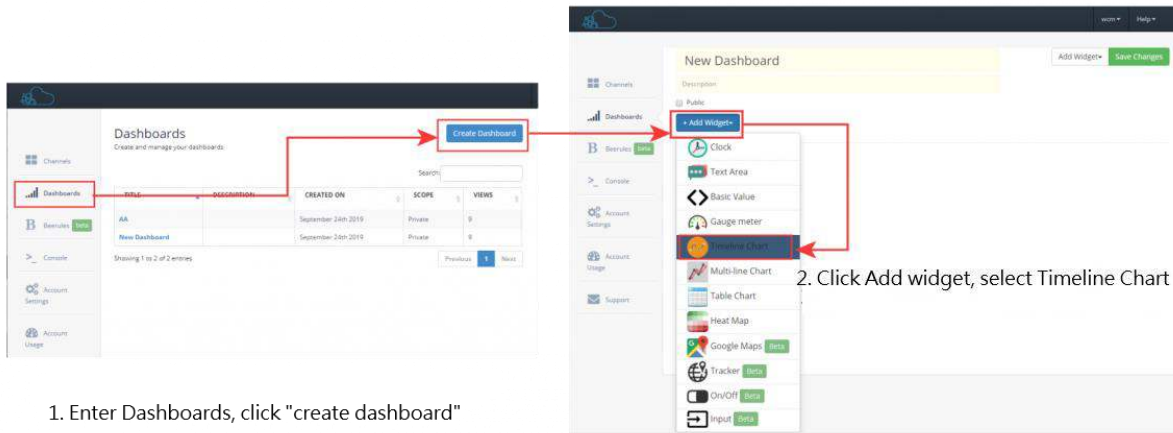 Dashboards
Create and manage your dashboards
Create Dashboard
Channels
Dashboards
B Beerules beta
>_ Console
Account
Settings
Account
Usage
Search:
TITLE DESCRIPTION CREATED ON SCOPE VIEWS
AA September 24th 2019 Private 0
New Dashboard September 24th 2019 Private 0
Showing 1 to 2 of 2 entries
Previous 1 Next
1. Enter Dashboards, click "create dashboard"
Help
New Dashboard
Add Widget
Save Changes
Description
Public
+ Add Widget
Channels
Dashboards
B Beerules beta
>_ Console
Account
Settings
Account
Usage
Support
Clock
Text Area
Basic Value
Gauge meter
Timeline Chart
Multi-line Chart
Table Chart
Heat Map
Google Maps Beta
Tracker Beta
On/Off Beta
Input Beta
2. Click Add widget, select Timeline Chart
.